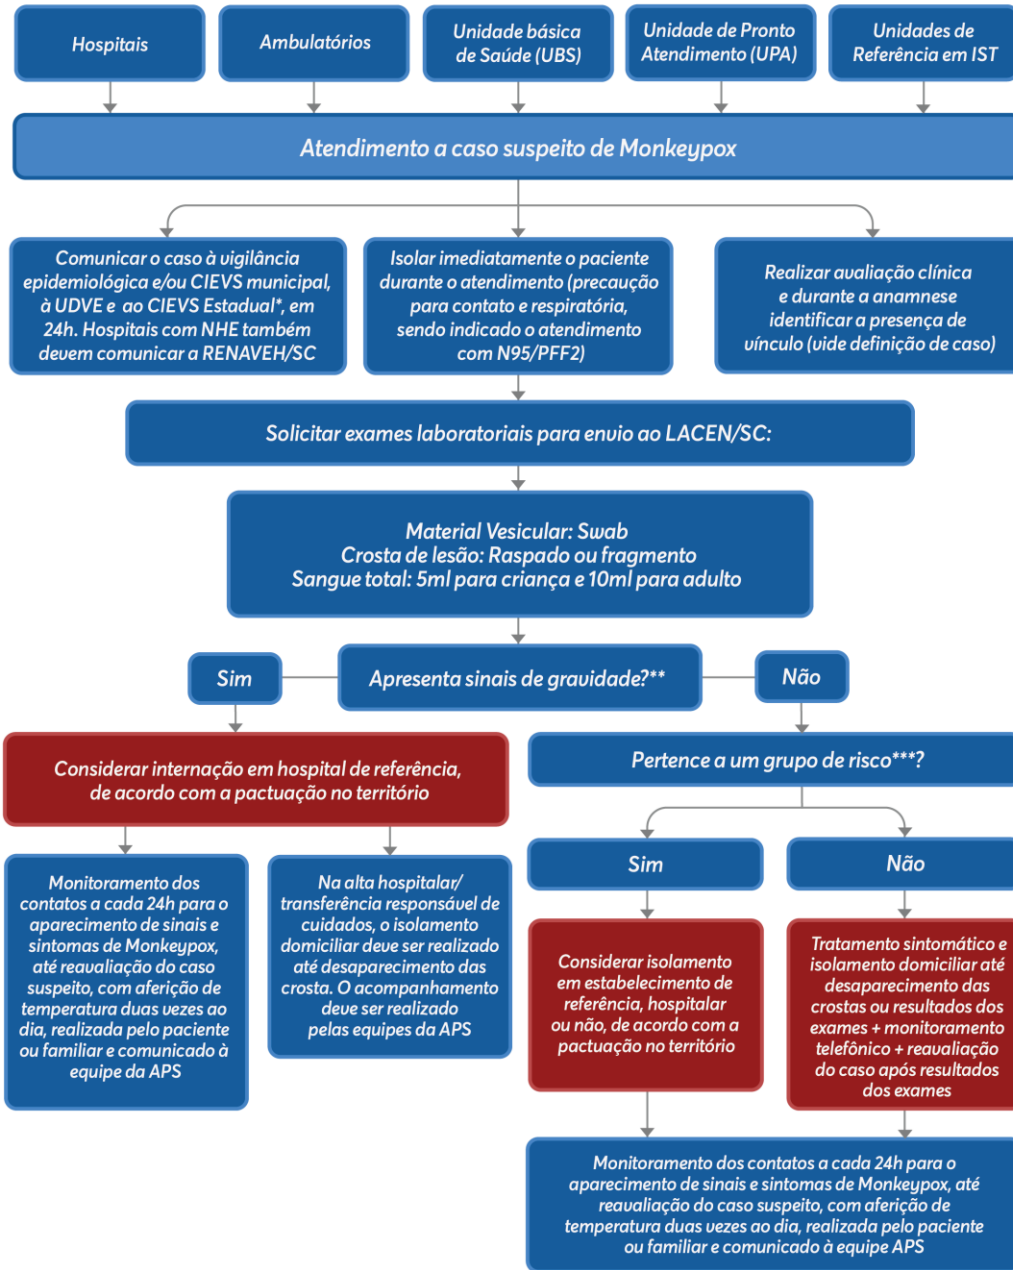 Hospitais
Ambulatórios
Unidade básica
de Saúde (UBS)
Unidade de Pronto
Atendimento (UPA)
Unidades de
Referência em IST
Atendimento a caso suspeito de Monkeypox
Comunicar o caso à vigilância
epidemiológica e/ou CIEVS municipal,
à UDVE e ao CIEVS Estadual*, em
24h. Hospitais com NHE também
devem comunicar a RENAVEH/SC
Isolar imediatamente o paciente
durante o atendimento (precaução
para contato e respiratória,
sendo indicado o atendimento
com N95/PFF2)
Realizar avaliação clínica
e durante a anamnese
identificar a presença de
vínculo (vide definição de caso)
Solicitar exames laboratoriais para envio ao LACEN/SC:
Material Vesicular: Swab
Crosta de lesão: Raspado ou fragmento
Sangue total: 5ml para criança e 10ml para adulto
Sim
Apresenta sinais de gravidade?**
Não
Considerar internação em hospital de referência,
de acordo com a pactuação no território
Pertence a um grupo de risco***?
Monitoramento dos
contatos a cada 24h para o
aparecimento de sinais e
sintomas de Monkeypox,
até reavaliação do caso
suspeito, com aferição de
temperatura duas vezes ao
dia, realizada pelo paciente
ou familiar e comunicado à
equipe da APS
Na alta hospitalar/
transferência responsável de
cuidados, o isolamento
domiciliar deve ser realizado
até desaparecimento das
crosta. O acompanhamento
deve ser realizado
pelas equipes da APS
Sim
Não
Considerar isolamento
em estabelecimento de
referência, hospitalar
ou não, de acordo com a
pactuação no território
Tratamento sintomático e
isolamento domiciliar até
desaparecimento das
crostas ou resultados dos
exames + monitoramento
telefônico + reavaliação
do caso após resultados
dos exames
Monitoramento dos contatos a cada 24h para o
aparecimento de sinais e sintomas de Monkeypox, até
reavaliação do caso suspeito, com aferição de
temperatura duas vezes ao dia, realizada pelo paciente
ou familiar e comunicado à equipe APS